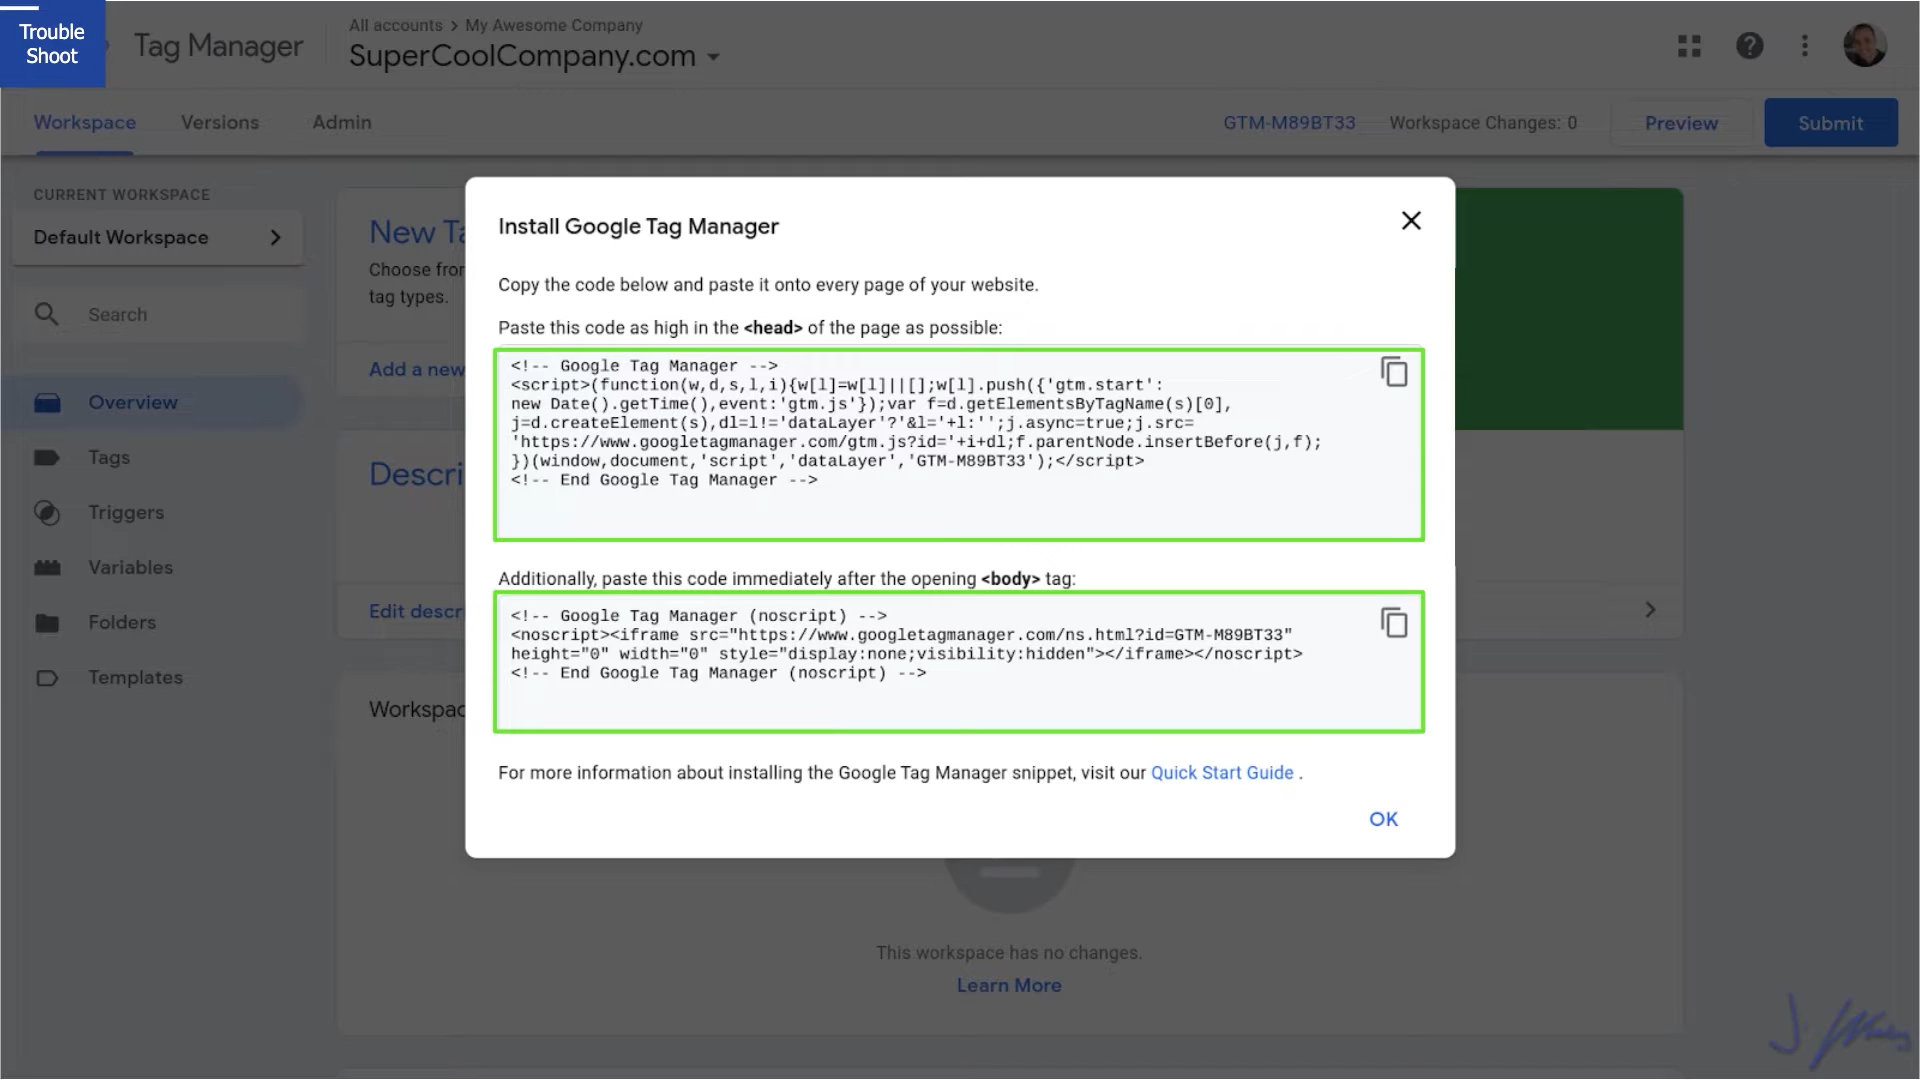 Trouble
Shoot
Tag Manager
All accounts > My Awesome Company
SuperCoolCompany.com
Workspace
Versions
Admin
GTM-M89BT33
Workspace Changes: 0
Preview
Submit
CURRENT WORKSPACE
Default Workspace
Search
Overview
Tags
Triggers
Variables
Folders
Templates
New Ta
Choose from
tag types.
Add a new
Descri
Edit descr
Workspac
Install Google Tag Manager
Copy the code below and paste it onto every page of your website.
Paste this code as high in the <head> of the page as possible:
<!-- Google Tag Manager -->
<script>(function(w,d,s,l,i){w[l]=w[l]||[];w[l].push({'gtm.start':
new Date().getTime(),event:'gtm.js'});var f=d.getElementsByTagName(s)[0],
j=d.createElement(s),dl=l!='dataLayer'?'&l='+l:'';j.async=true;j.src=
'https://www.googletagmanager.com/gtm.js?id='+i+dl;f.parentNode.insertBefore(j,f);
})(window,document,'script','dataLayer','GTM-M89BT33');</script>
<!-- End Google Tag Manager -->
Additionally, paste this code immediately after the opening <body> tag:
<!-- Google Tag Manager (noscript) -->
<noscript><iframe src="https://www.googletagmanager.com/ns.html?id=GTM-M89BT33"
height="0" width="0" style="display:none;visibility:hidden"></iframe></noscript>
<!-- End Google Tag Manager (noscript) -->
For more information about installing the Google Tag Manager snippet, visit our Quick Start Guide .
OK
This workspace has no changes.
Learn More